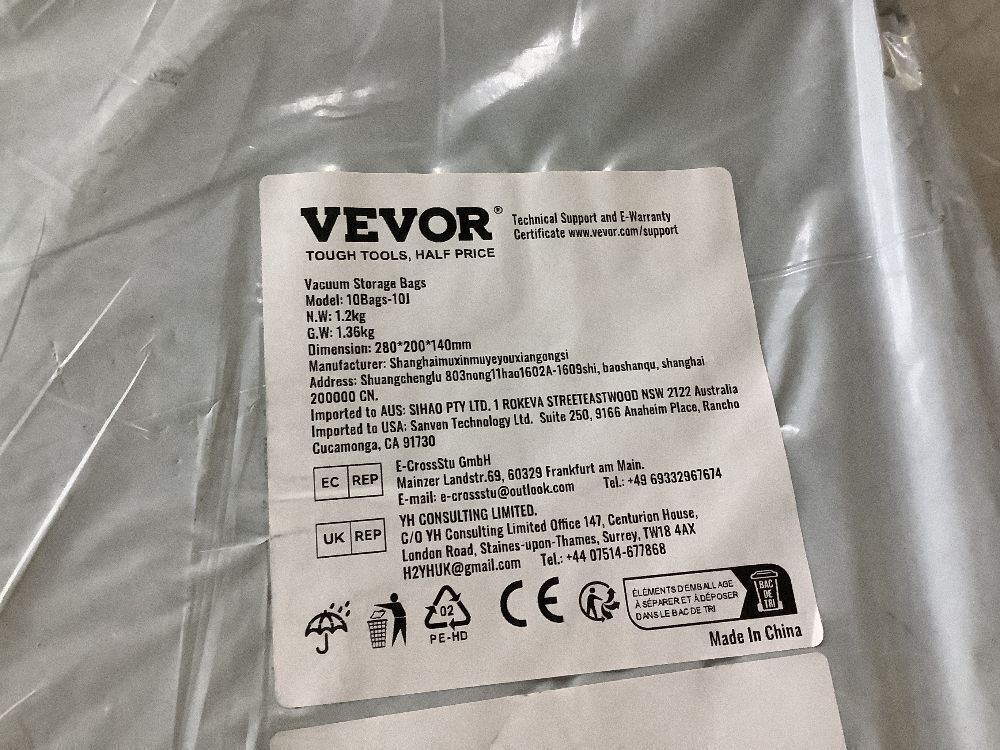 VEVOR®
TOUGH TOOLS, HALF PRICE
Technical Support and E-Warranty
Certificate www.vevor.com/support
Vacuum Storage Bags
Model: 10Bags-10J
N.W: 1.2kg
G.W: 1.36kg
Dimension: 280*200*140mm
Manufacturer: Shanghaimuxinmuyeyouxiangongsi
Address: Shuangchenglu 803nong11hao1602A-1609shi, baoshanqu, shanghai
200000 CN.
Imported to AUS: SIHAO PTY LTD. 1 ROKEVA STREETEASTWOOD NSW 2122 Australia
Imported to USA: Sanven Technology Ltd. Suite 250, 9166 Anaheim Place, Rancho
Cucamonga, CA 91730
EC REP
E-CrossStu GmbH
Mainzer Landstr.69, 60329 Frankfurt am Main.
E-mail: e-crossstu@outlook.com Tel.: +49 69332967674
UK REP
YH CONSULTING LIMITED.
C/O YH Consulting Limited Office 147, Centurion House,
London Road, Staines-upon-Thames, Surrey, TW18 4AX
H2YHUK@gmail.com Tel.: +44 07514-677868
02
PE-HD
CE
ÉLÉMENTS D'EMBALLAGE
À SÉPARER ET À DÉPOSER
DANS LE BAC DE TRI
BAC
DE
TRI
Made In China